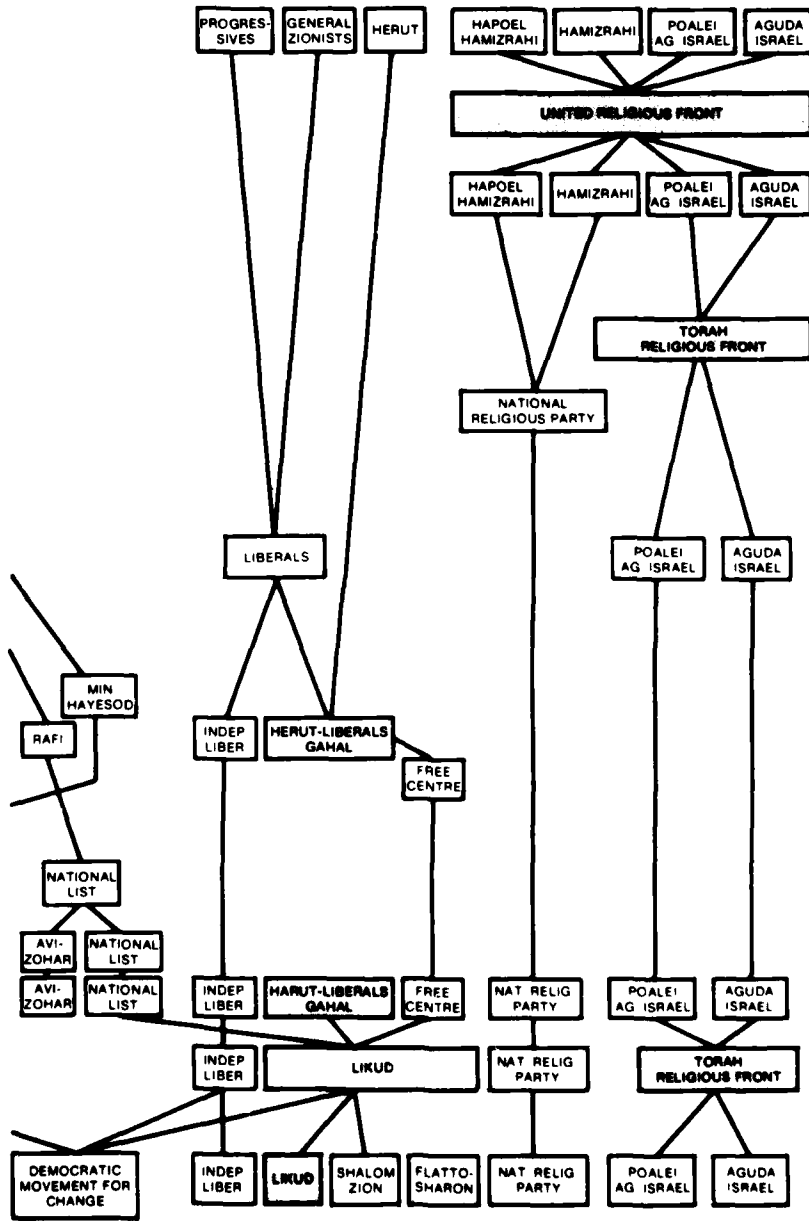 PROGRES-
SIVES
GENERAL
ZIONISTS
HERUT
HAPOEL
HAMIZRAHI
HAMIZRAHI
POALEI
AG ISRAEL
AGUDA
ISRAEL
UNITED RELIGIOUS FRONT
HAPOEL
HAMIZRAHI
HAMIZRAHI
POALEI
AG ISRAEL
AGUDA
ISRAEL
TORAH
RELIGIOUS FRONT
NATIONAL
RELIGIOUS PARTY
LIBERALS
POALEI
AG ISRAEL
AGUDA
ISRAEL
MIN
HAYESOD
RAFI
INDEP
LIBER
HERUT-LIBERALS
GAHAL
FREE
CENTRE
NATIONAL
LIST
AVI-
ZOHAR
NATIONAL
LIST
AVI-
ZOHAR
NATIONAL
LIST
INDEP
LIBER
HARUT-LIBERALS
GAHAL
FREE
CENTRE
NAT RELIG
PARTY
POALEI
AG ISRAEL
AGUDA
ISRAEL
INDEP
LIBER
LIKUD
NAT RELIG
PARTY
TORAH
RELIGIOUS FRONT
DEMOCRATIC
MOVEMENT FOR
CHANGE
INDEP
LIBER
LIKUD
SHALOM
ZION
FLATTO-
SHARON
NAT RELIG
PARTY
POALEI
AG ISRAEL
AGUDA
ISRAEL